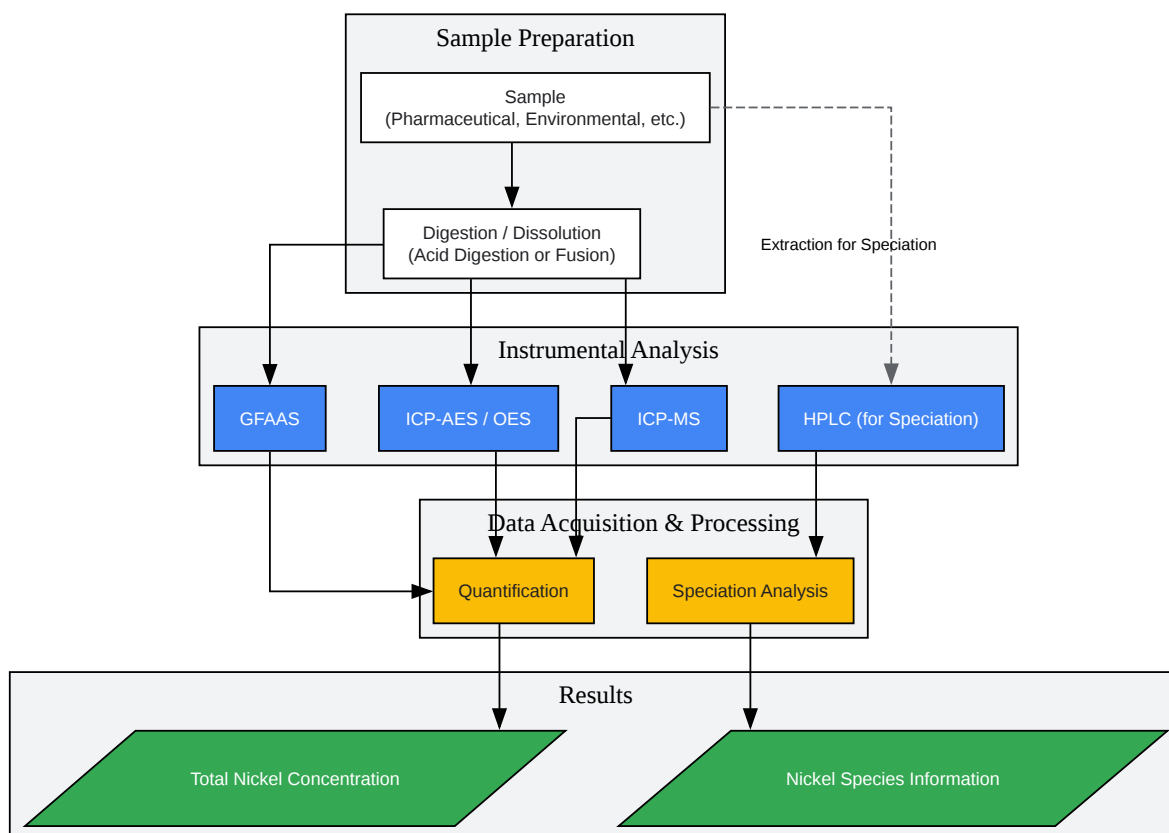 Sample Preparation
Sample
(Pharmaceutical, Environmental, etc.)
Digestion / Dissolution
(Acid Digestion or Fusion)
Extraction for Speciation
Instrumental Analysis
GFAAS
ICP-AES / OES
ICP-MS
HPLC (for Speciation)
Data Acquisition & Processing
Quantification
Speciation Analysis
Results
Total Nickel Concentration
Nickel Species Information